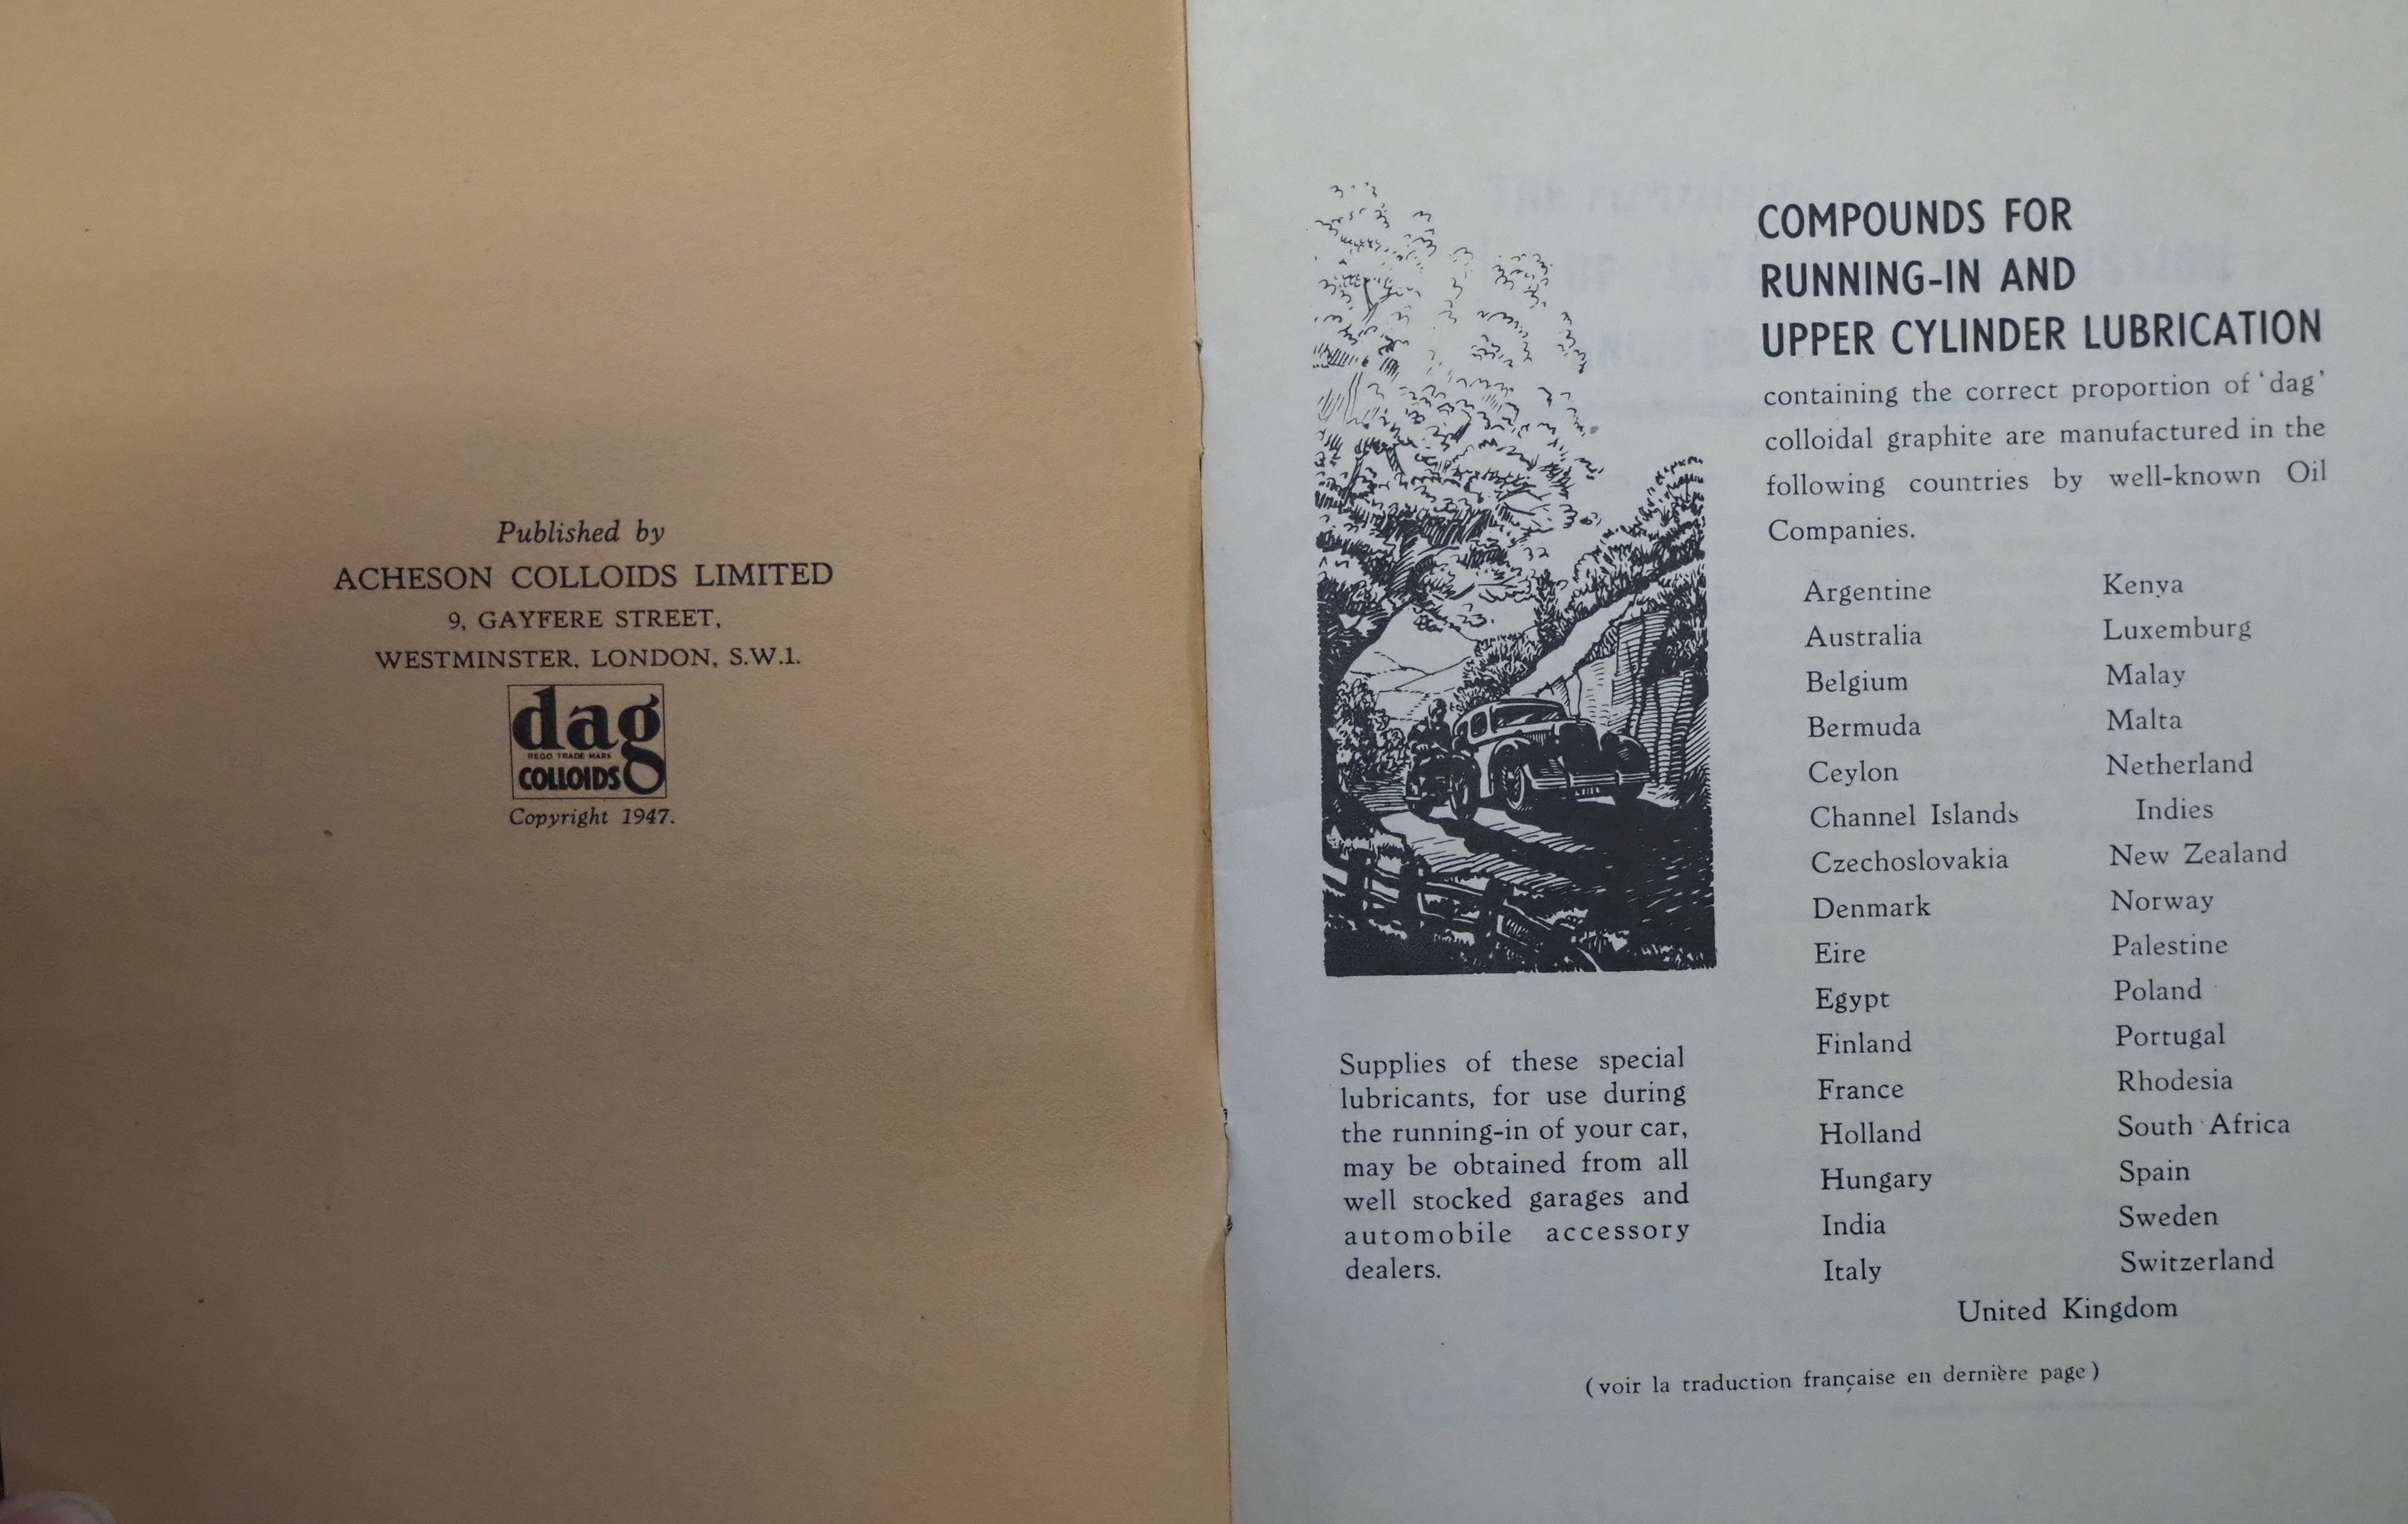 Published by
ACHESON COLLOIDS LIMITED
9, GAYFERE STREET,
WESTMINSTER, LONDON, S.W.1.
dag
REGD. TRADE MARK
COLLOIDS
Copyright 1947.
COMPOUNDS FOR
RUNNING-IN AND
UPPER CYLINDER LUBRICATION
containing the correct proportion of ‘dag’
colloidal graphite are manufactured in the
following countries by well-known Oil
Companies.
Argentine
Australia
Belgium
Bermuda
Ceylon
Channel Islands
Czechoslovakia
Denmark
Eire
Egypt
Finland
France
Holland
Hungary
India
Italy
Kenya
Luxemburg
Malay
Malta
Netherland
Indies
New Zealand
Norway
Palestine
Poland
Portugal
Rhodesia
South Africa
Spain
Sweden
Switzerland
United Kingdom
Supplies of these special
lubricants, for use during
the running-in of your car,
may be obtained from all
well stocked garages and
automobile accessory
dealers.
(voir la traduction française en dernière page)